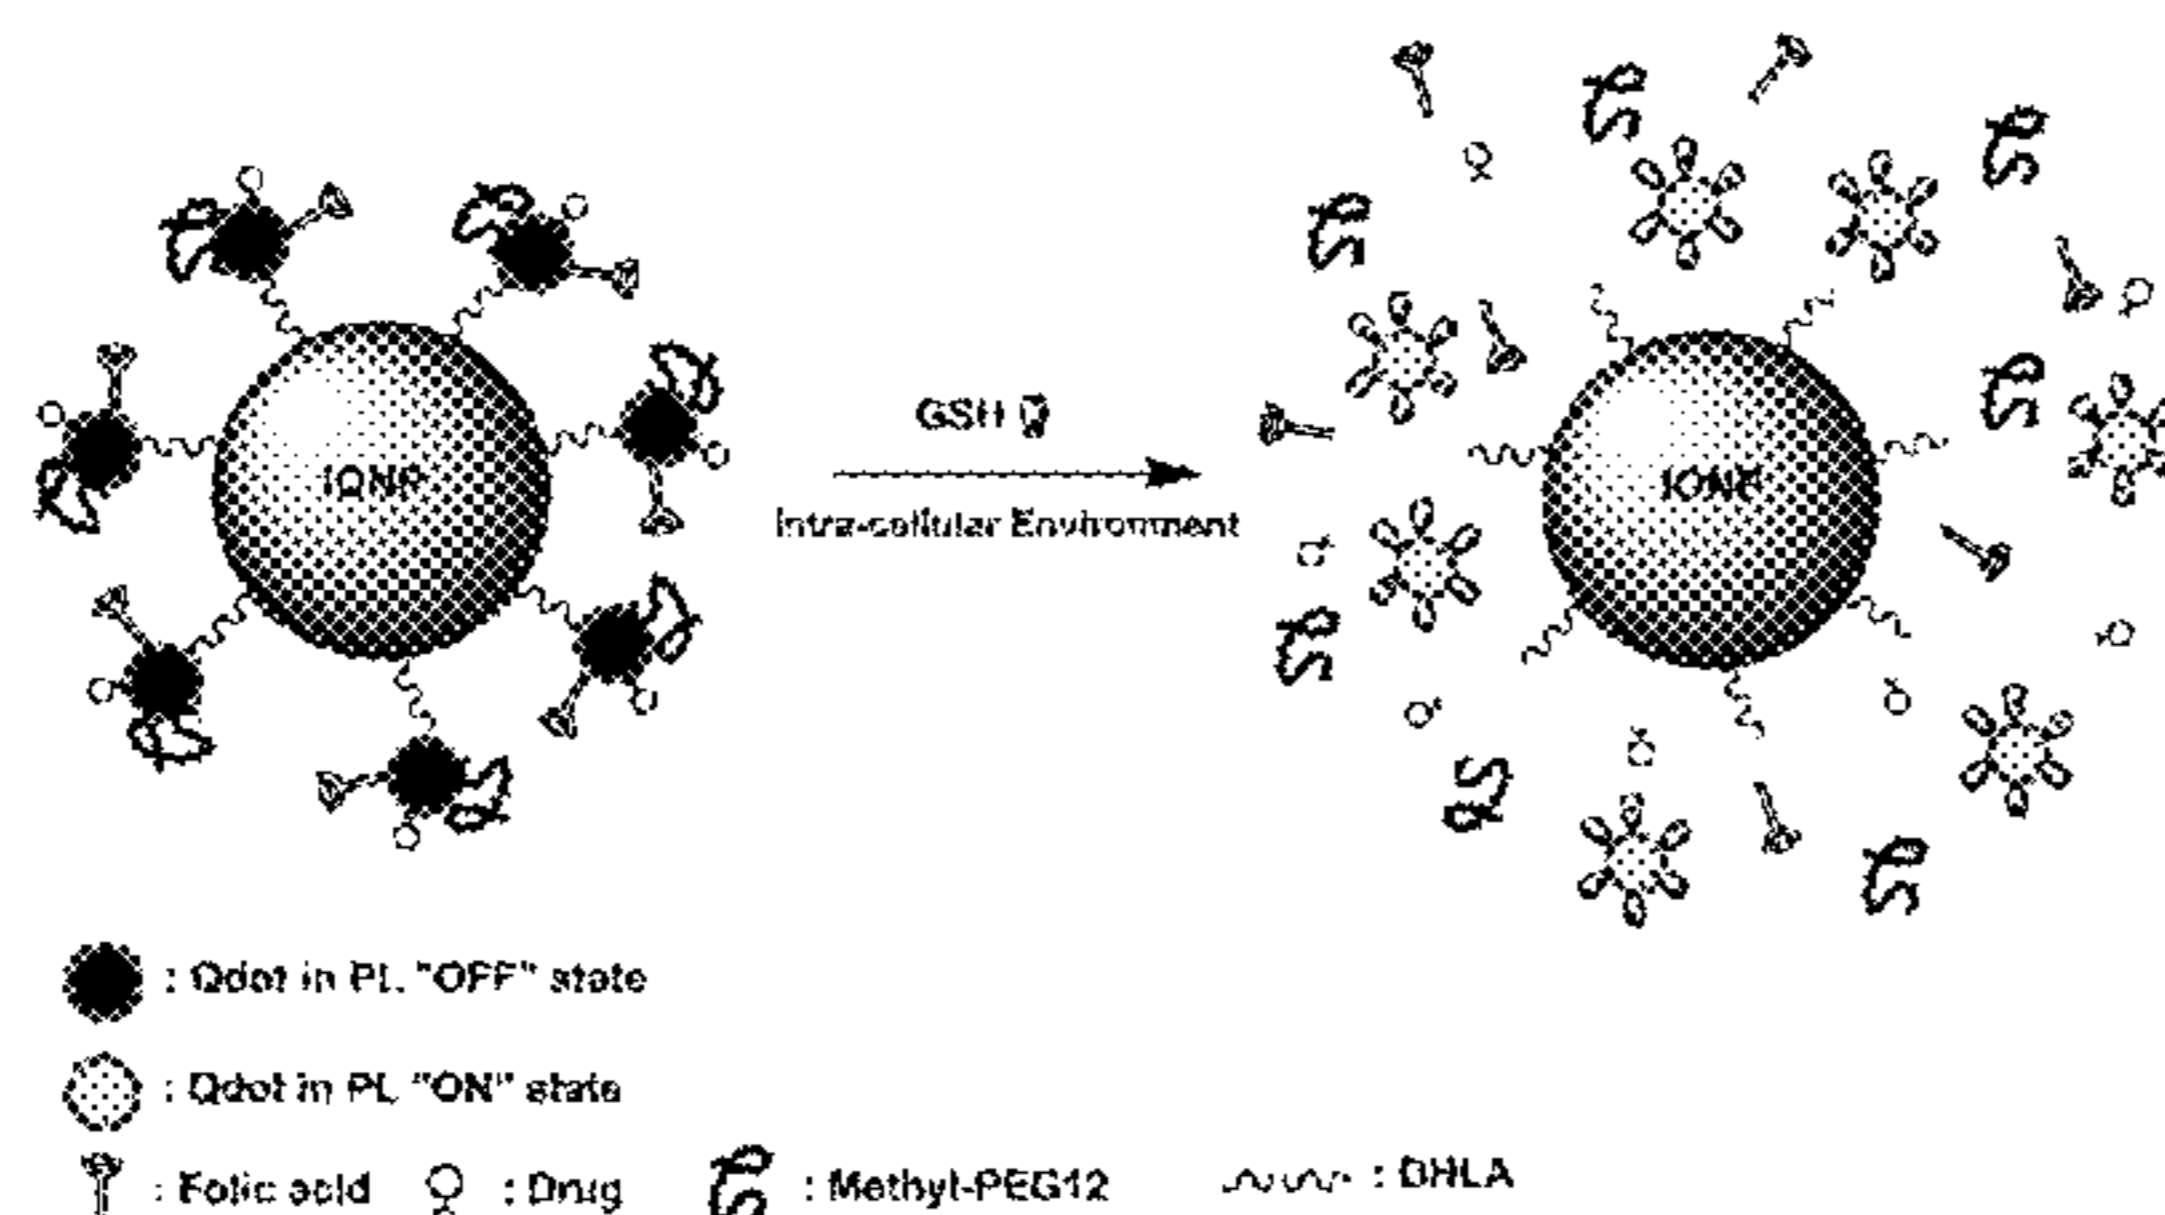 GSH
IONP
IONP
Intra-cellular Environment
: Qdot in PL "OFF" state
: Qdot in PL "ON" state
: Folic acid : Drug : Methyl-PEG12 : DHLA